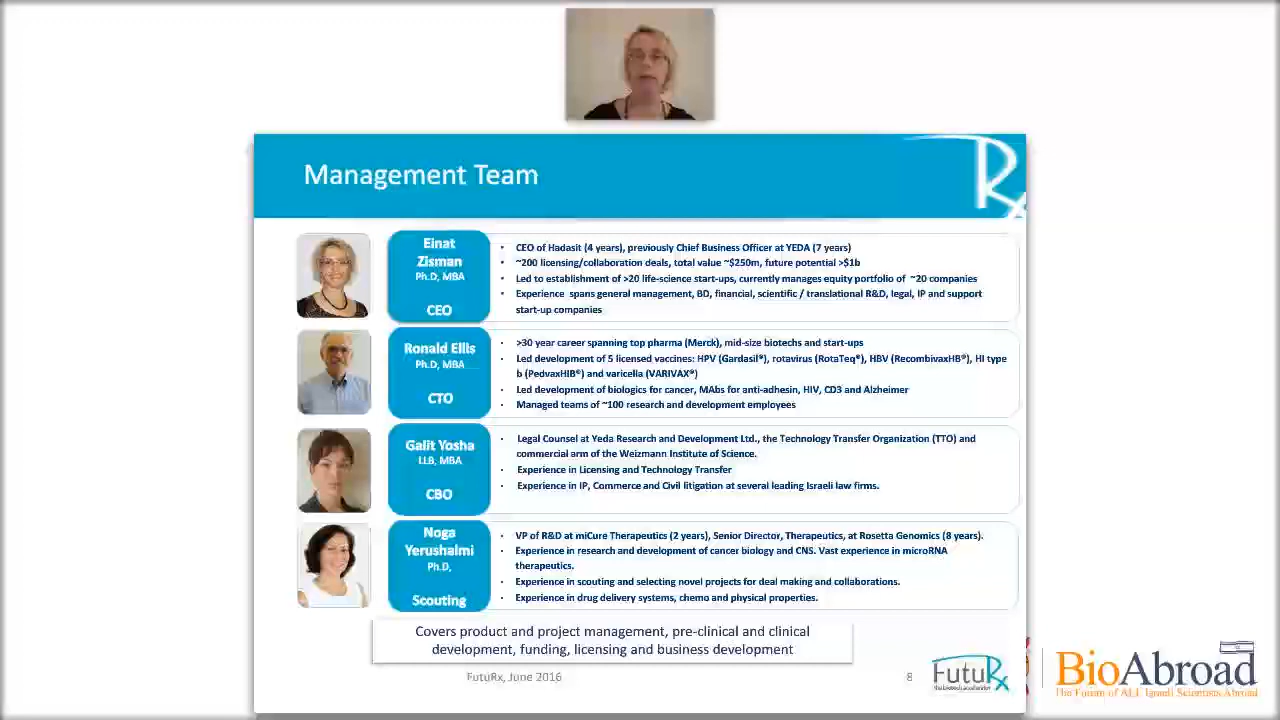 Management Team
Rx
Einat
Zisman
Ph.D, MBA
CEO
• CEO of Hadasit (4 years), previously Chief Business Officer at YEDA (7 years)
• ~200 licensing/collaboration deals, total value ~$250m, future potential >$1b
• Led to establishment of >20 life-science start-ups, currently manages equity portfolio of ~20 companies
• Experience spans general management, BD, financial, scientific / translational R&D, legal, IP and support
start-up companies
Ronald Ellis
Ph.D, MBA
CTO
• >30 year career spanning top pharma (Merck), mid-size biotechs and start-ups
• Led development of 5 licensed vaccines: HPV (Gardasil®), rotavirus (RotaTeq®), HBV (RecombivaxHB®), HI type
b (PedvaxHIB®) and varicella (VARIVAX®)
• Led development of biologics for cancer, MAbs for anti-adhesin, HIV, CD3 and Alzheimer
• Managed teams of ~100 research and development employees
Galit Yosha
LLB, MBA
CBO
• Legal Counsel at Yeda Research and Development Ltd., the Technology Transfer Organization (TTO) and
commercial arm of the Weizmann Institute of Science.
• Experience in Licensing and Technology Transfer
• Experience in IP, Commerce and Civil litigation at several leading Israeli law firms.
Noga
Yerushalmi
Ph.D,
Scouting
• VP of R&D at miCure Therapeutics (2 years), Senior Director, Therapeutics, at Rosetta Genomics (8 years).
• Experience in research and development of cancer biology and CNS. Vast experience in microRNA
therapeutics.
• Experience in scouting and selecting novel projects for deal making and collaborations.
• Experience in drug delivery systems, chemo and physical properties.
Covers product and project management, pre-clinical and clinical
development, funding, licensing and business development
FutuRx, June 2016
8
FutuRx
the biotech accelerator
BioAbroad
The Forum of ALL Israeli Scientists Abroad